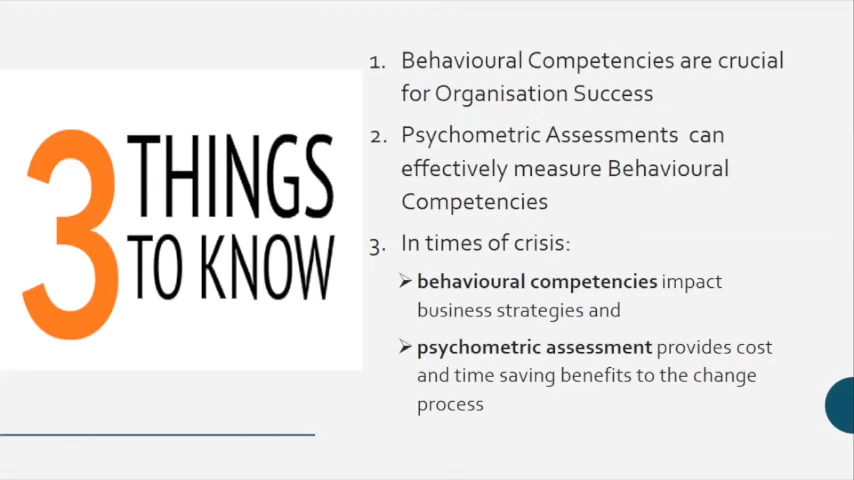 3 THINGS
TO KNOW
1. Behavioural Competencies are crucial
for Organisation Success
2. Psychometric Assessments can
effectively measure Behavioural
Competencies
3. In times of crisis:
➢ behavioural competencies impact
business strategies and
➢ psychometric assessment provides cost
and time saving benefits to the change
process